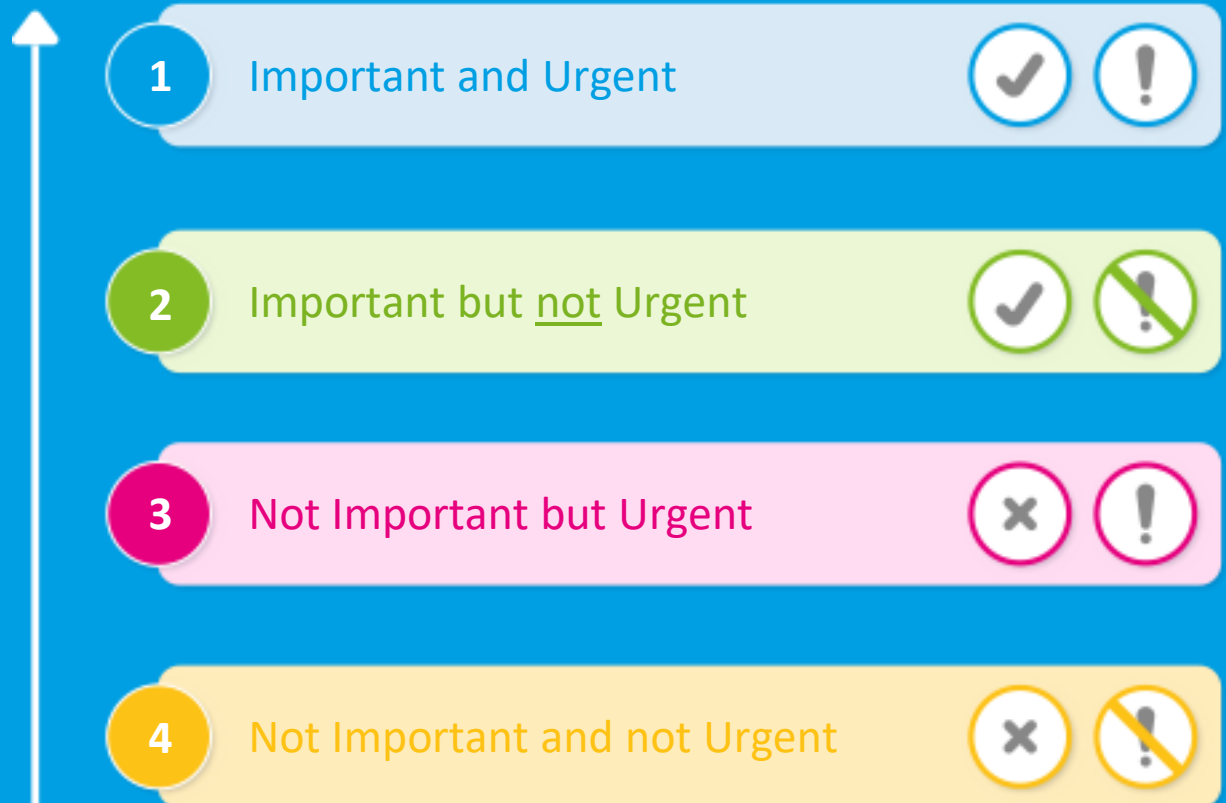 1 Important and Urgent
2 Important but not Urgent
3 Not Important but Urgent
4 Not Important and not Urgent